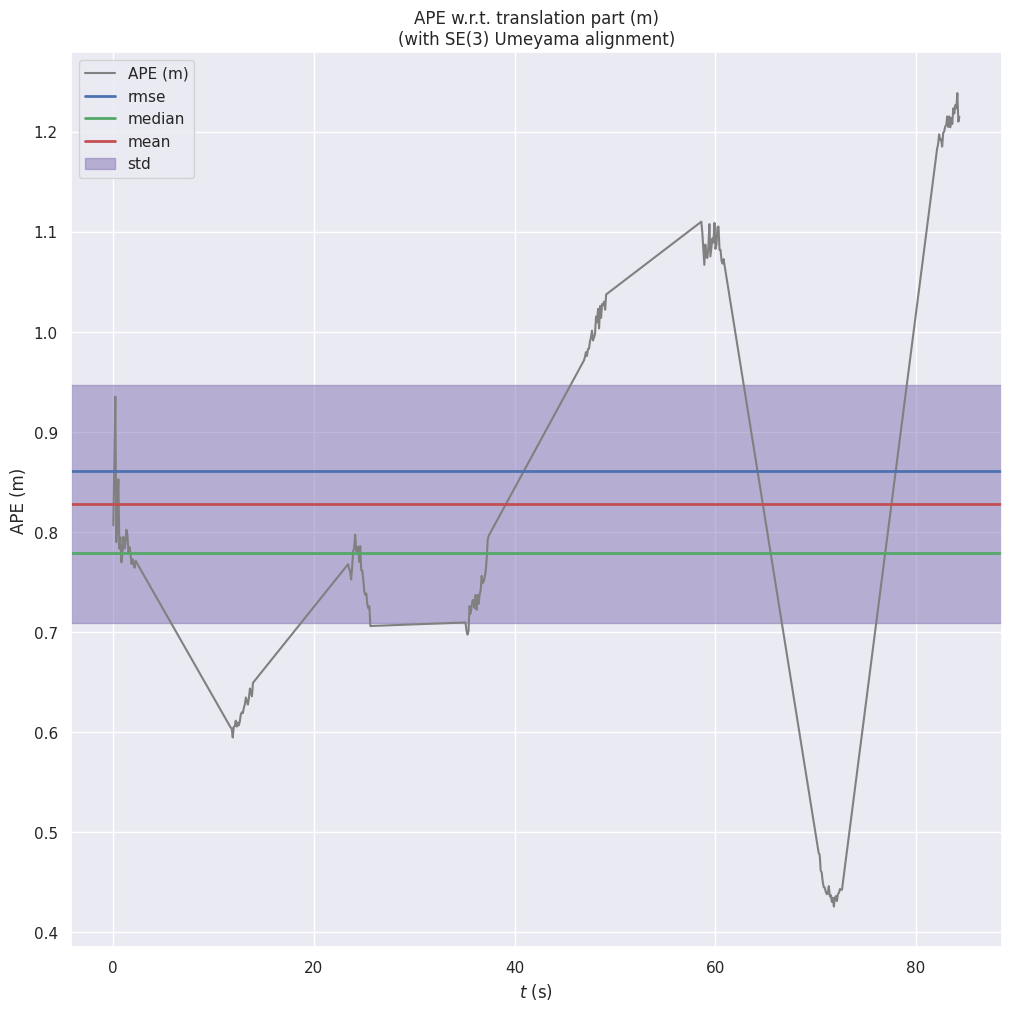 APE w.r.t. translation part (m)
(with SE(3) Umeyama alignment)
APE (m)
rmse
median
mean
std
1.2
1.1
1.0
0.9
0.8
0.7
0.6
0.5
0.4
APE (m)
0 20 40 60 80
t (s)